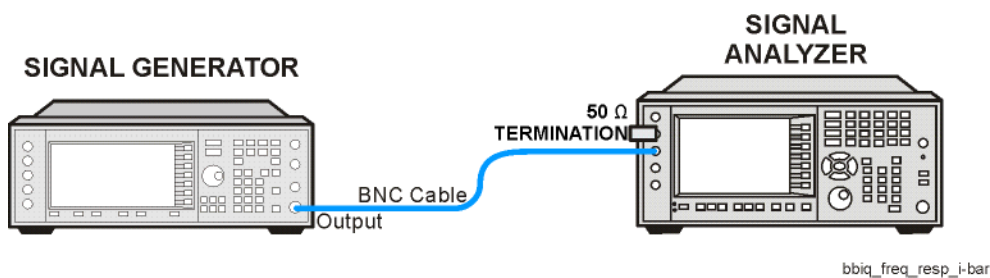 SIGNAL GENERATOR
SIGNAL
ANALYZER
50 Ω
TERMINATION
BNC Cable
Output
bbiq_freq_resp_i-bar